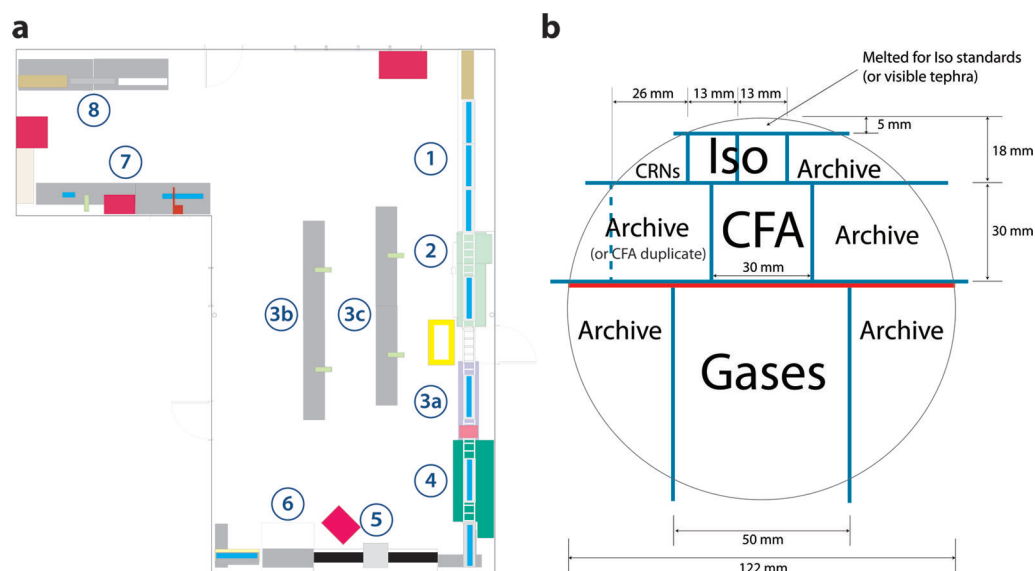 a
8
7
1
2
3b
3c
3a
4
6
5
b
Melted for Iso standards
(or visible tephra)
26 mm
13 mm
13 mm
5 mm
18 mm
Iso
CRNs
Archive
Archive
(or CFA duplicate)
CFA
Archive
30 mm
30 mm
Archive
Gases
Archive
50 mm
122 mm